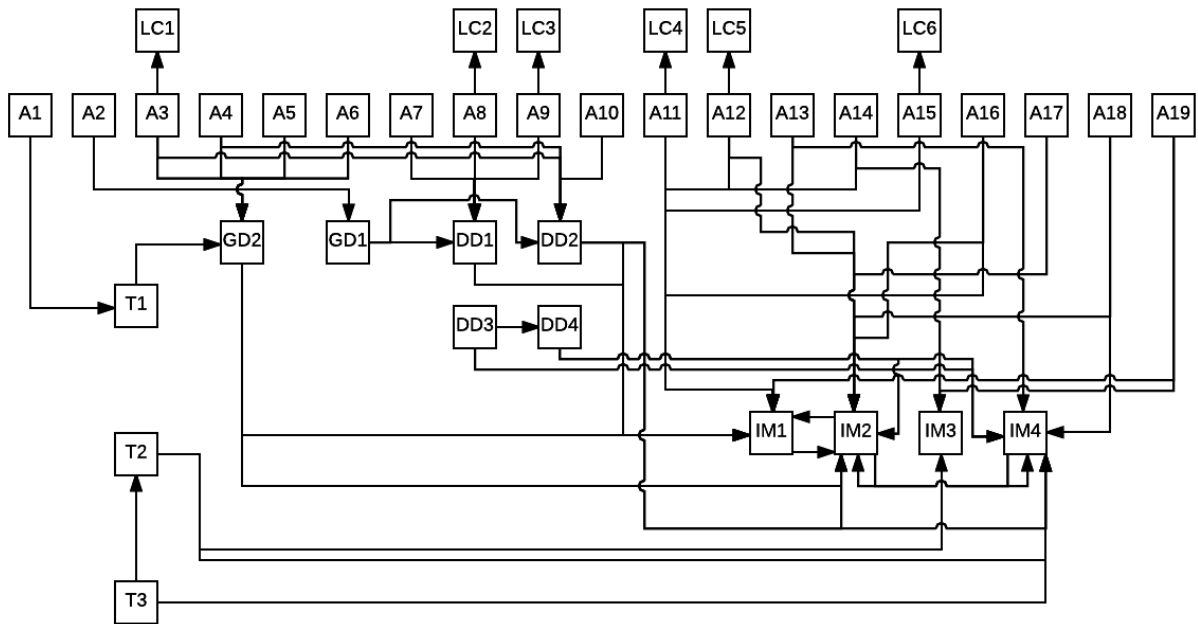 LC1 LC2 LC3 LC4 LC5 LC6
A1 A2 A3 A4 A5 A6 A7 A8 A9 A10 A11 A12 A13 A14 A15 A16 A17 A18 A19
GD2 GD1 DD1 DD2
T1
DD3 DD4
IM1 IM2 IM3 IM4
T2
T3